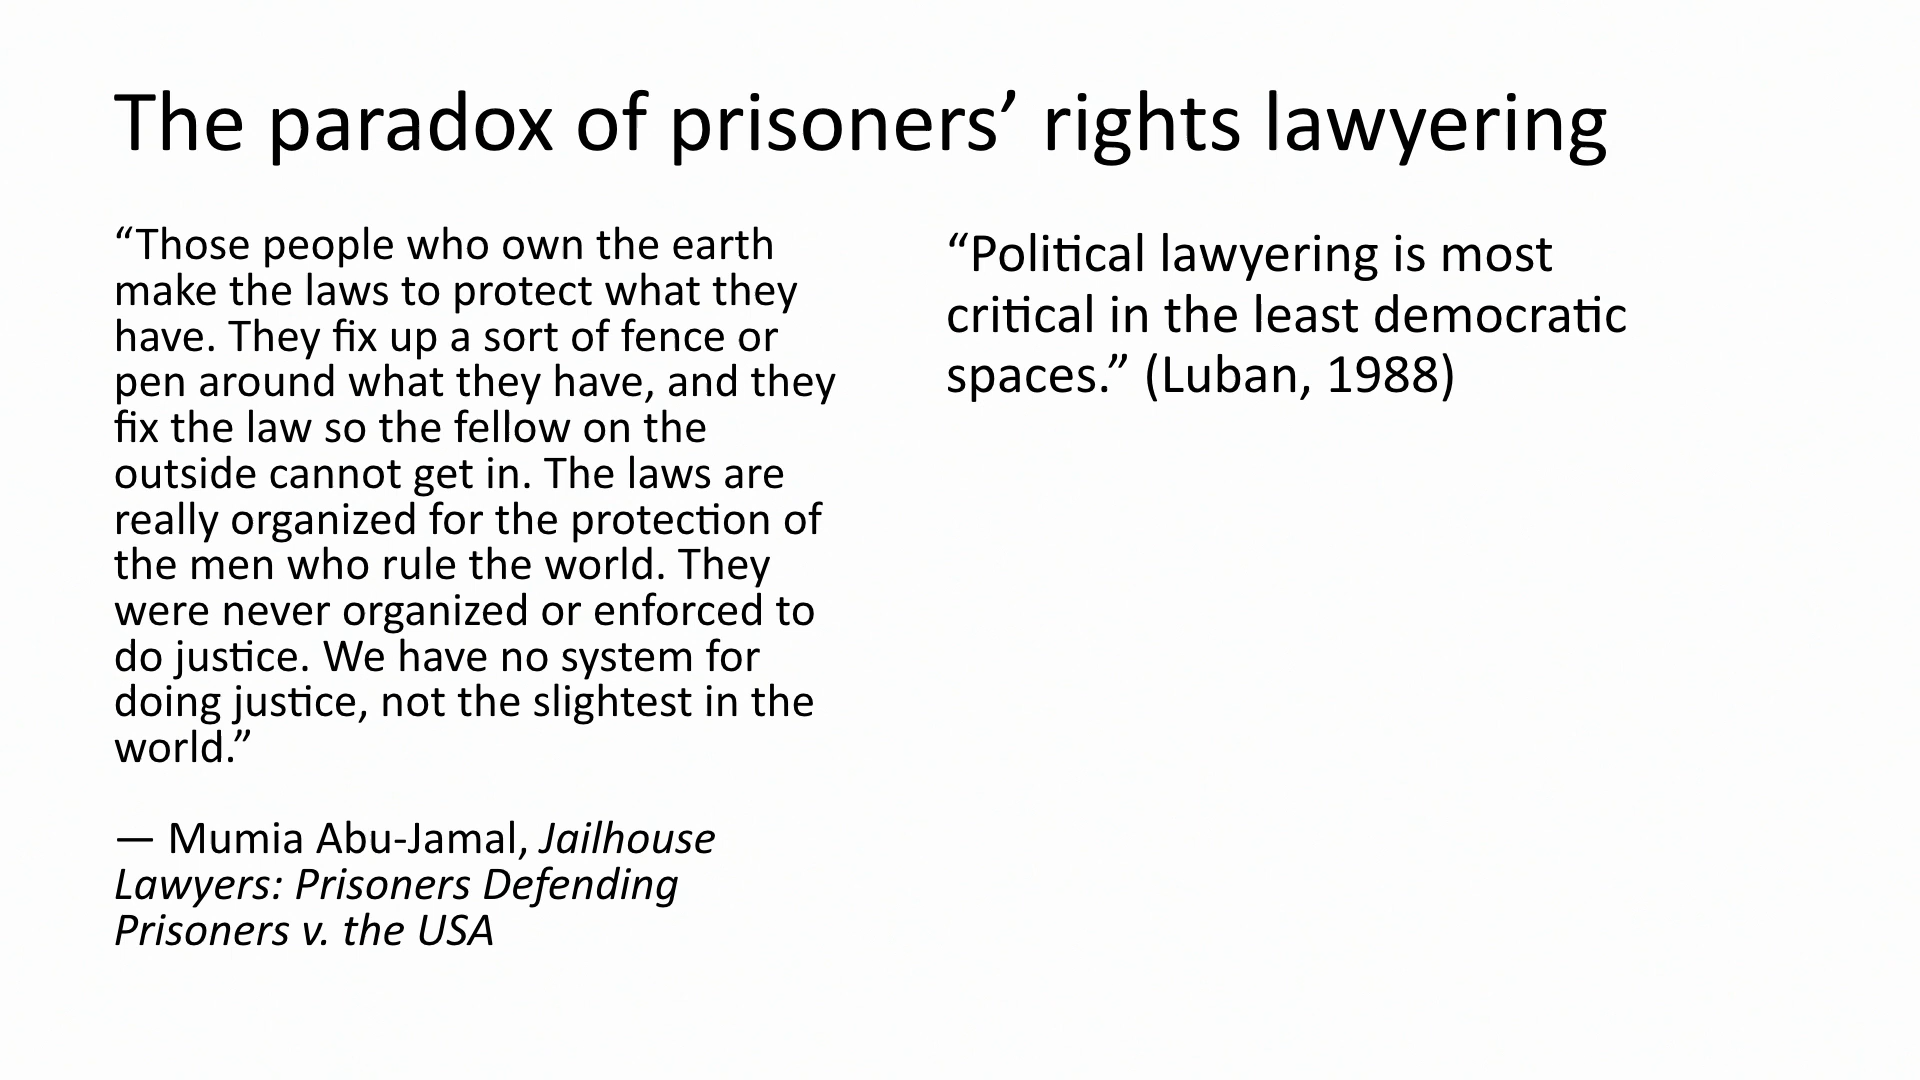 The paradox of prisoners’ rights lawyering
“Those people who own the earth
make the laws to protect what they
have. They fix up a sort of fence or
pen around what they have, and they
fix the law so the fellow on the
outside cannot get in. The laws are
really organized for the protection of
the men who rule the world. They
were never organized or enforced to
do justice. We have no system for
doing justice, not the slightest in the
world.”
— Mumia Abu-Jamal, Jailhouse
Lawyers: Prisoners Defending
Prisoners v. the USA
“Political lawyering is most
critical in the least democratic
spaces.” (Luban, 1988)